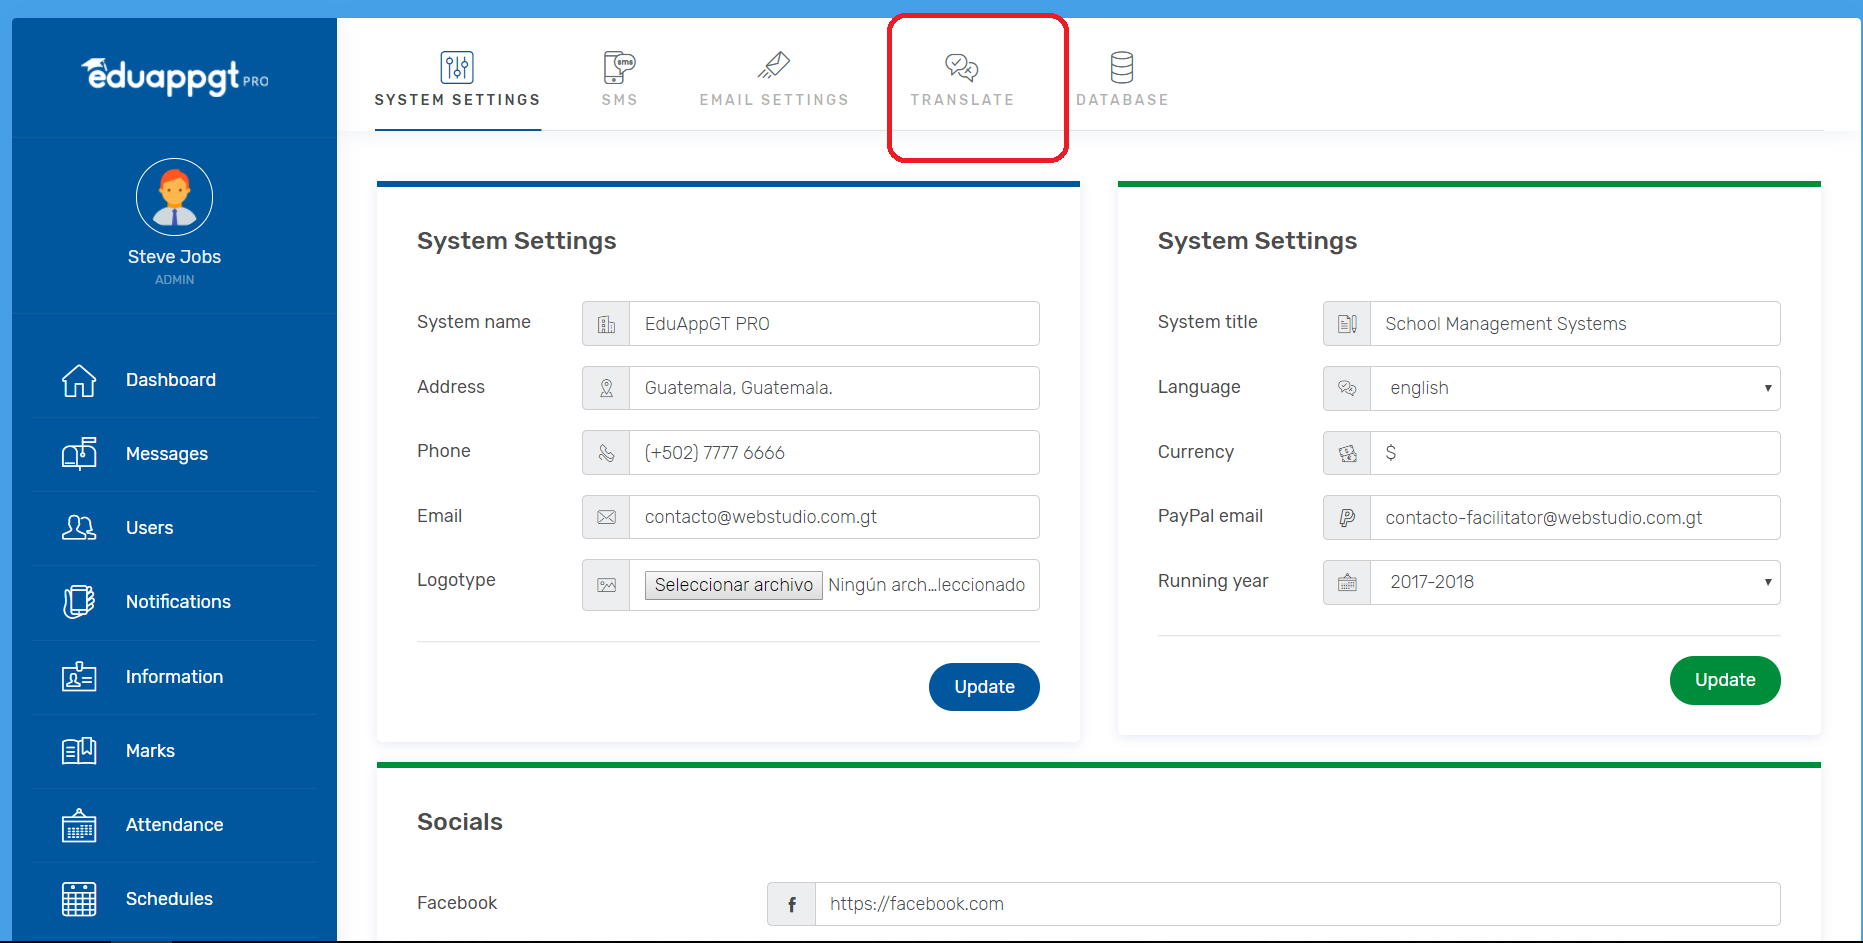 eduappgt PRO
Steve Jobs
ADMIN
Dashboard
Messages
Users
Notifications
Information
Marks
Attendance
Schedules
SYSTEM SETTINGS
sms
SMS
EMAIL SETTINGS
TRANSLATE
DATABASE
System Settings
System name
EduAppGT PRO
Address
Guatemala, Guatemala.
Phone
(+502) 7777 6666
Email
contacto@webstudio.com.gt
Logotype
Seleccionar archivo Ningún arch...leccionado
Update
System Settings
System title
School Management Systems
Language
english
Currency
$
PayPal email
contacto-facilitator@webstudio.com.gt
Running year
2017-2018
Update
Socials
Facebook
f
https://facebook.com